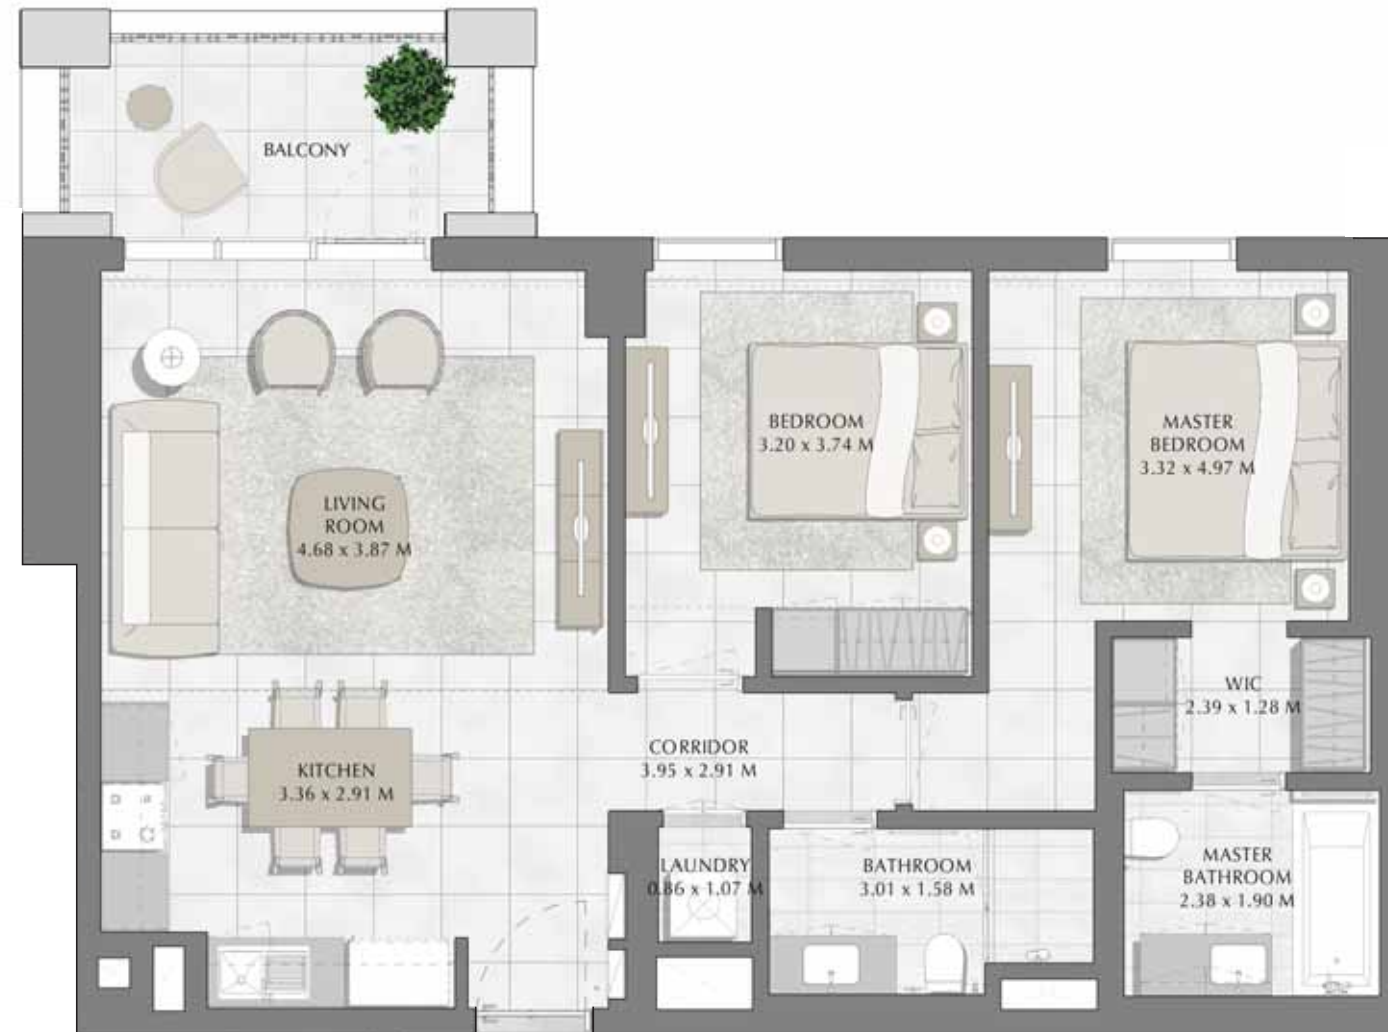 BALCONY
BEDROOM
3.20 x 3.74 M
MASTER
BEDROOM
3.32 x 4.97 M
LIVING
ROOM
4.68 x 3.87 M
WIC
2.39 x 1.28 M
CORRIDOR
3.95 x 2.91 M
KITCHEN
3.36 x 2.91 M
LAUNDRY
0.86 x 1.07 M
BATHROOM
3.01 x 1.58 M
MASTER
BATHROOM
2.38 x 1.90 M